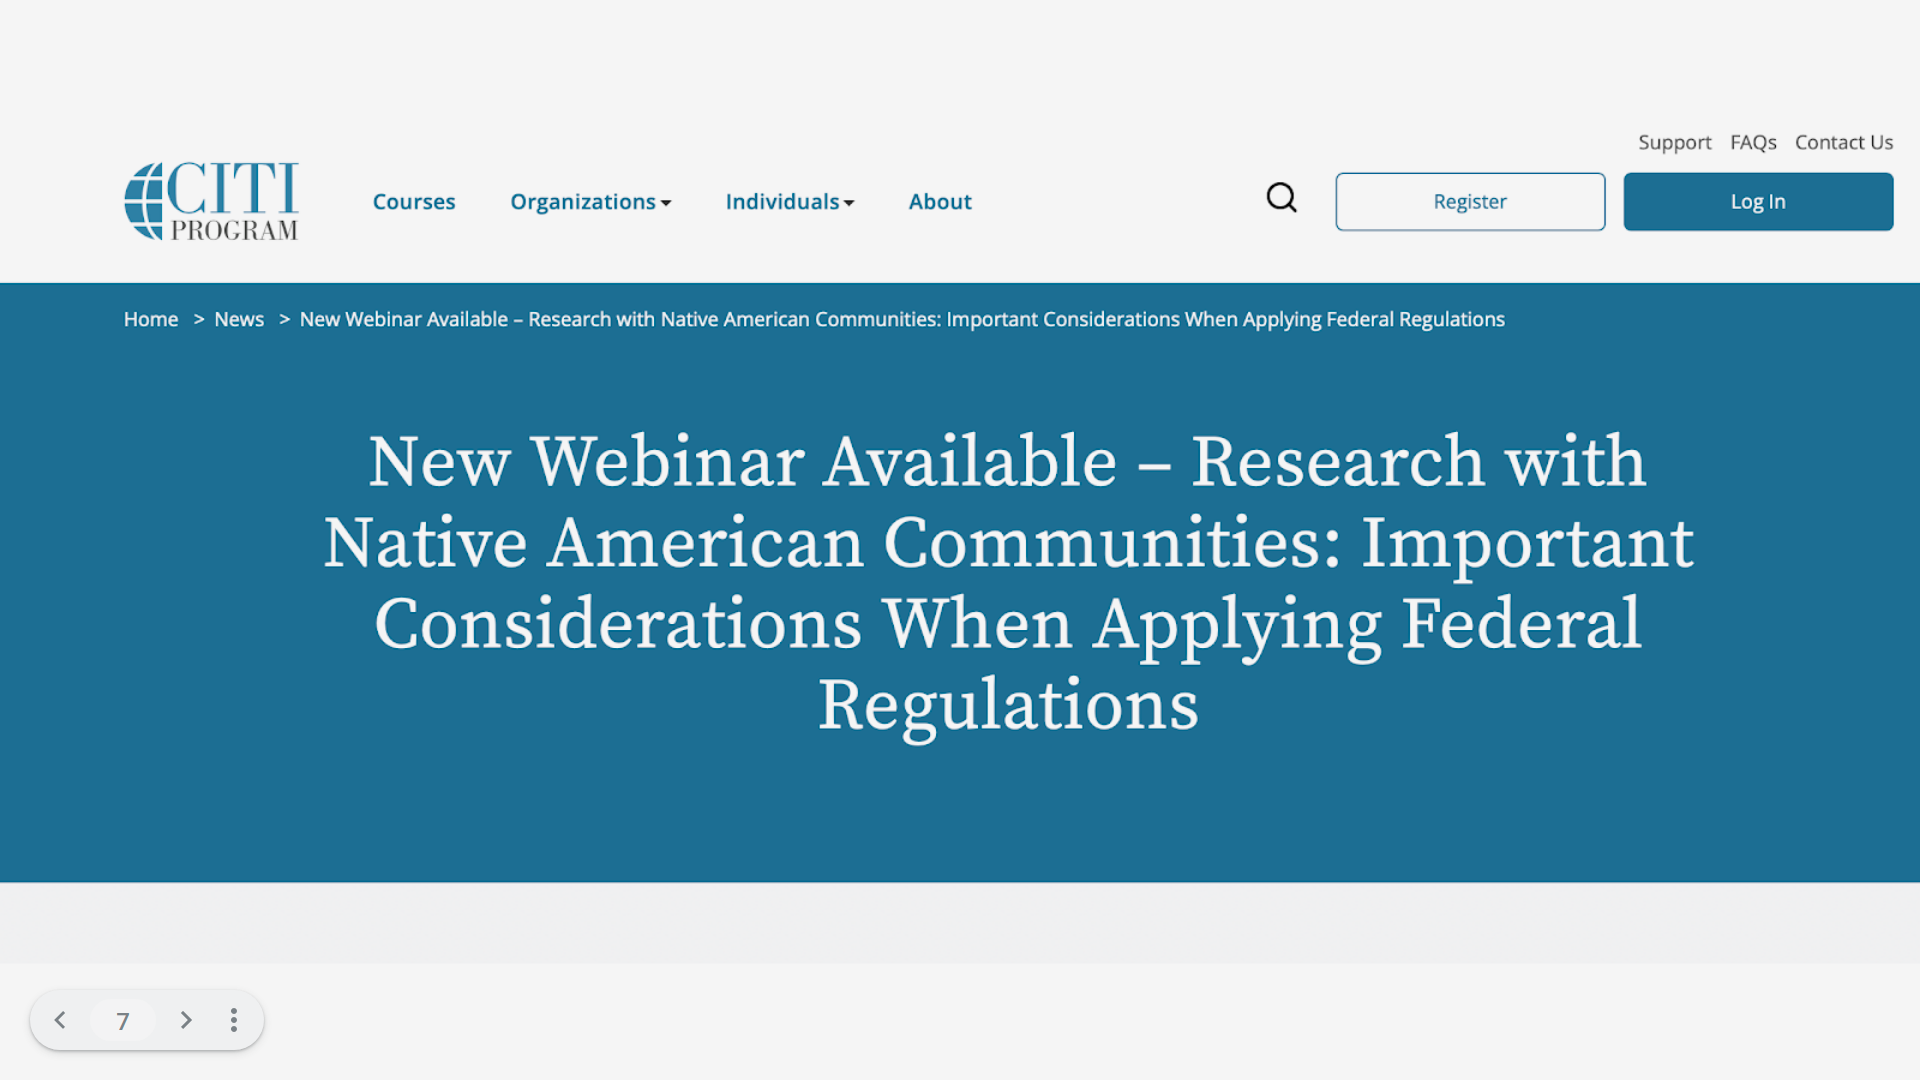 Support FAQs Contact Us
CITI
PROGRAM
Courses Organizations Individuals About
Register Log In
Home > News > New Webinar Available – Research with Native American Communities: Important Considerations When Applying Federal Regulations
New Webinar Available – Research with
Native American Communities: Important
Considerations When Applying Federal
Regulations
7